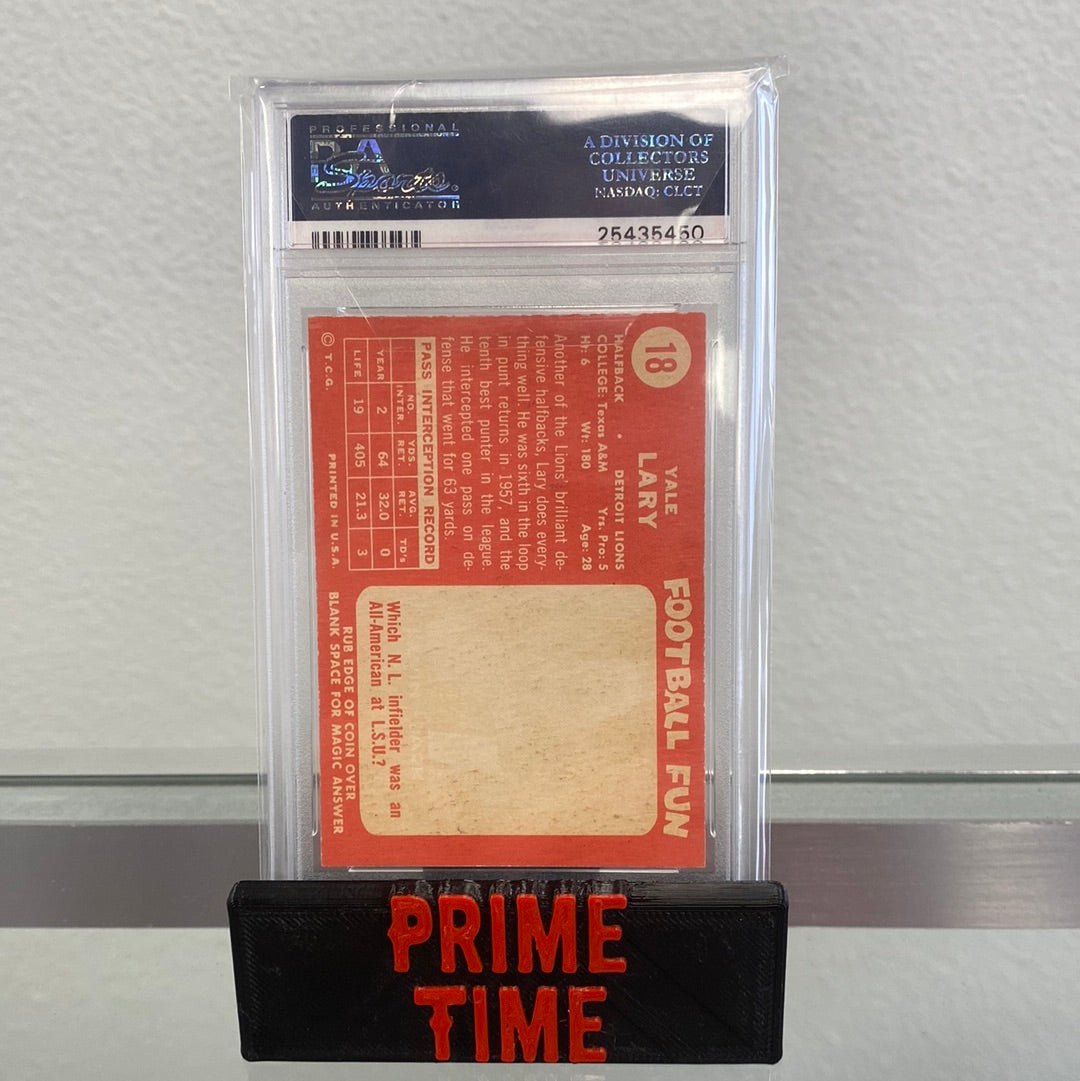 PROFESSIONAL
PSA
Sports.
AUTHENTICATOR
A DIVISION OF
COLLECTORS
UNIVERSE
NASDAQ: CLCT
25435450
18
YALE
LARY
HALFBACK • DETROIT LIONS
COLLEGE: Texas A&M Yrs. Pro: 5
Ht: 6 Wt: 180 Age: 28
Another of the Lions' brilliant de-
fensive halfbacks, Lary does every-
thing well. He was sixth in the loop
in punt returns in 1957, and the
tenth best punter in the league.
He intercepted one pass on de-
fense that went for 63 yards.
PASS INTERCEPTION RECORD
NO. INTER. YDS. RET. AVG. RET. TD's
YEAR 2 64 32.0 0
LIFE 19 405 21.3 3
© T.C.G. PRINTED IN U.S.A.
FOOTBALL FUN
Which N. L. infielder was an
All-American at L.S.U.?
RUB EDGE OF COIN OVER
BLANK SPACE FOR MAGIC ANSWER
PRIME
TIME